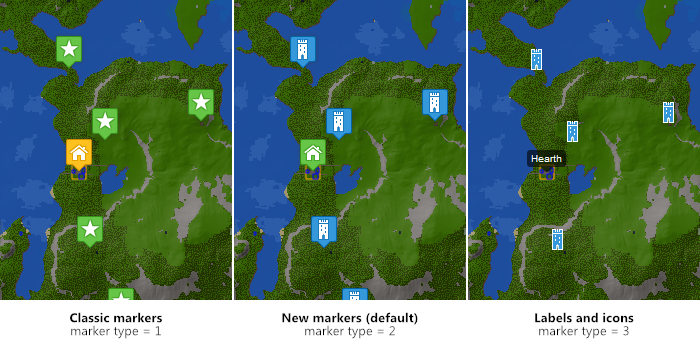 Hearth
Classic markers
marker type = 1
New markers (default)
marker type = 2
Labels and icons
marker type = 3